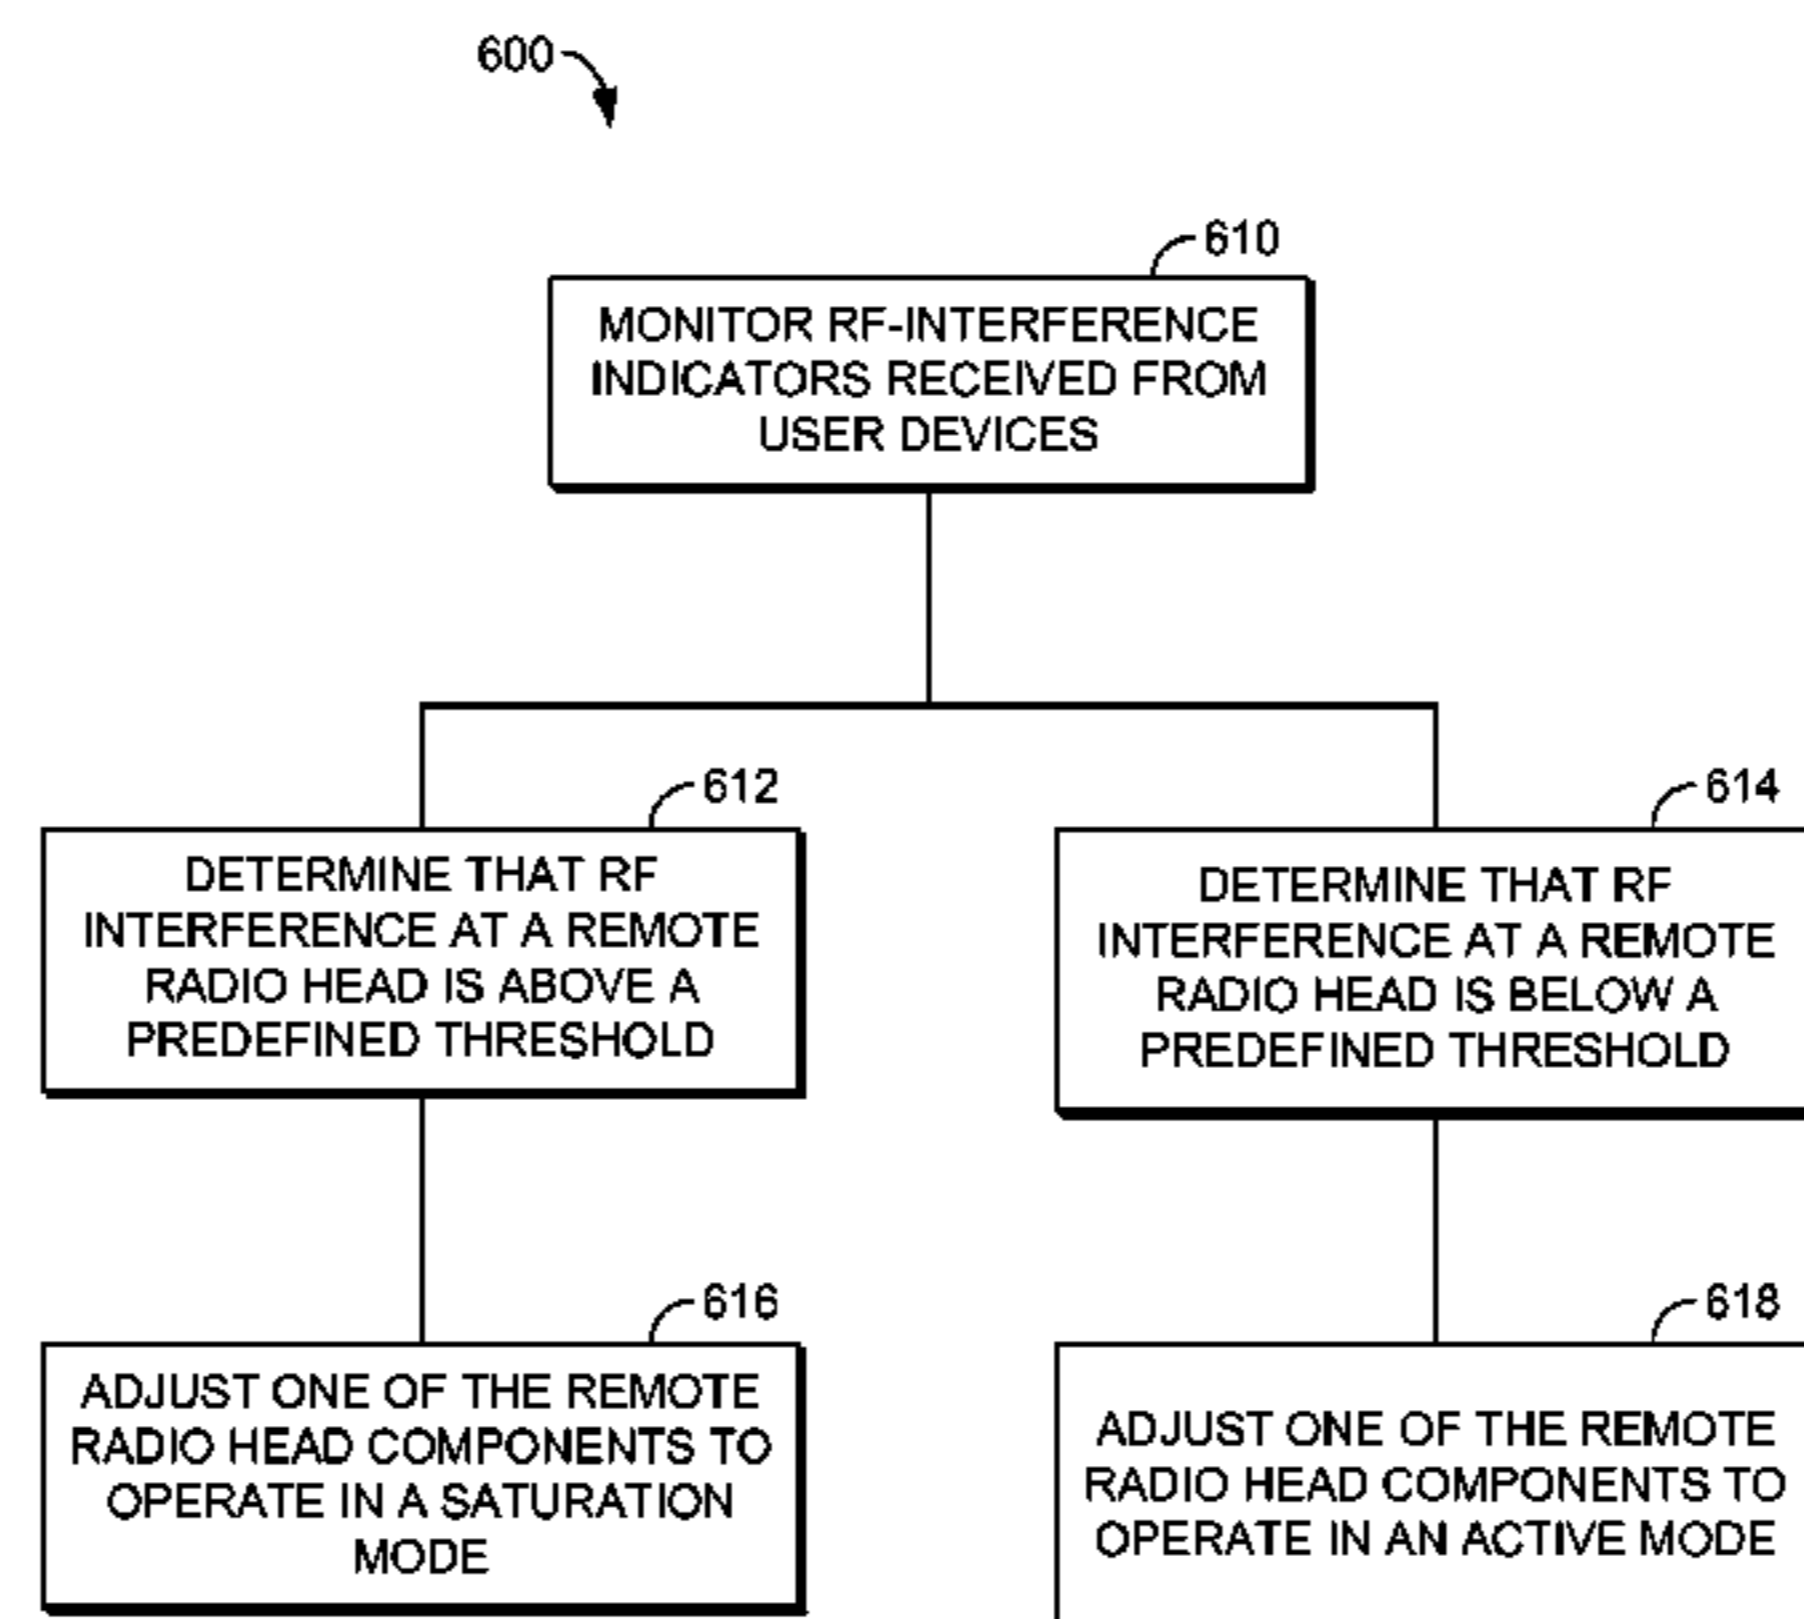 600
610
MONITOR RF-INTERFERENCE
INDICATORS RECEIVED FROM
USER DEVICES
612
DETERMINE THAT RF
INTERFERENCE AT A REMOTE
RADIO HEAD IS ABOVE A
PREDEFINED THRESHOLD
614
DETERMINE THAT RF
INTERFERENCE AT A REMOTE
RADIO HEAD IS BELOW A
PREDEFINED THRESHOLD
616
ADJUST ONE OF THE REMOTE
RADIO HEAD COMPONENTS TO
OPERATE IN A SATURATION
MODE
618
ADJUST ONE OF THE REMOTE
RADIO HEAD COMPONENTS TO
OPERATE IN AN ACTIVE MODE